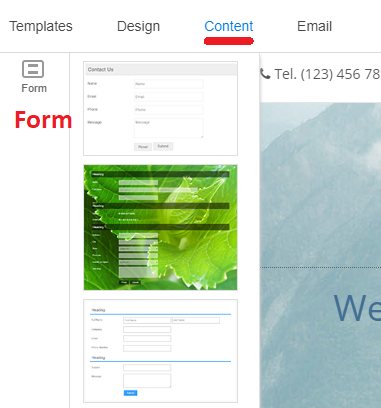 Templates Design Content Email
Form
Form
Contact Us
Name Name
Email Email
Phone Phone
Message Message
Reset Submit
Tel. (123) 456 78
Heading
Heading
Heading
Heading
Heading
We